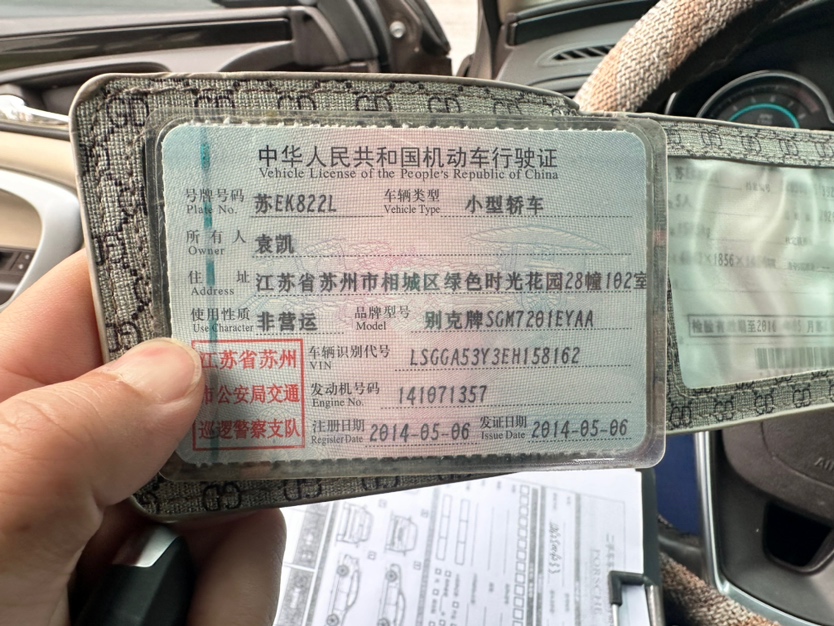 中华人民共和国机动车行驶证
Vehicle License of the People's Republic of China
号牌号码 苏EK822L 车辆类型 小型轿车
Plate No. Vehicle Type
所有人 袁凯
Owner
住址 江苏省苏州市相城区绿色时光花园28幢102室
Address
使用性质 非营运 品牌型号 别克牌SGM7201EYAA
Use Character Model
江苏省苏州 车辆识别代号 LSGGA53Y3EH158162
VIN
市公安局交通 发动机号码 141071357
Engine No.
巡逻警察支队 注册日期 2014-05-06 发证日期 2014-05-06
Register Date Issue Date